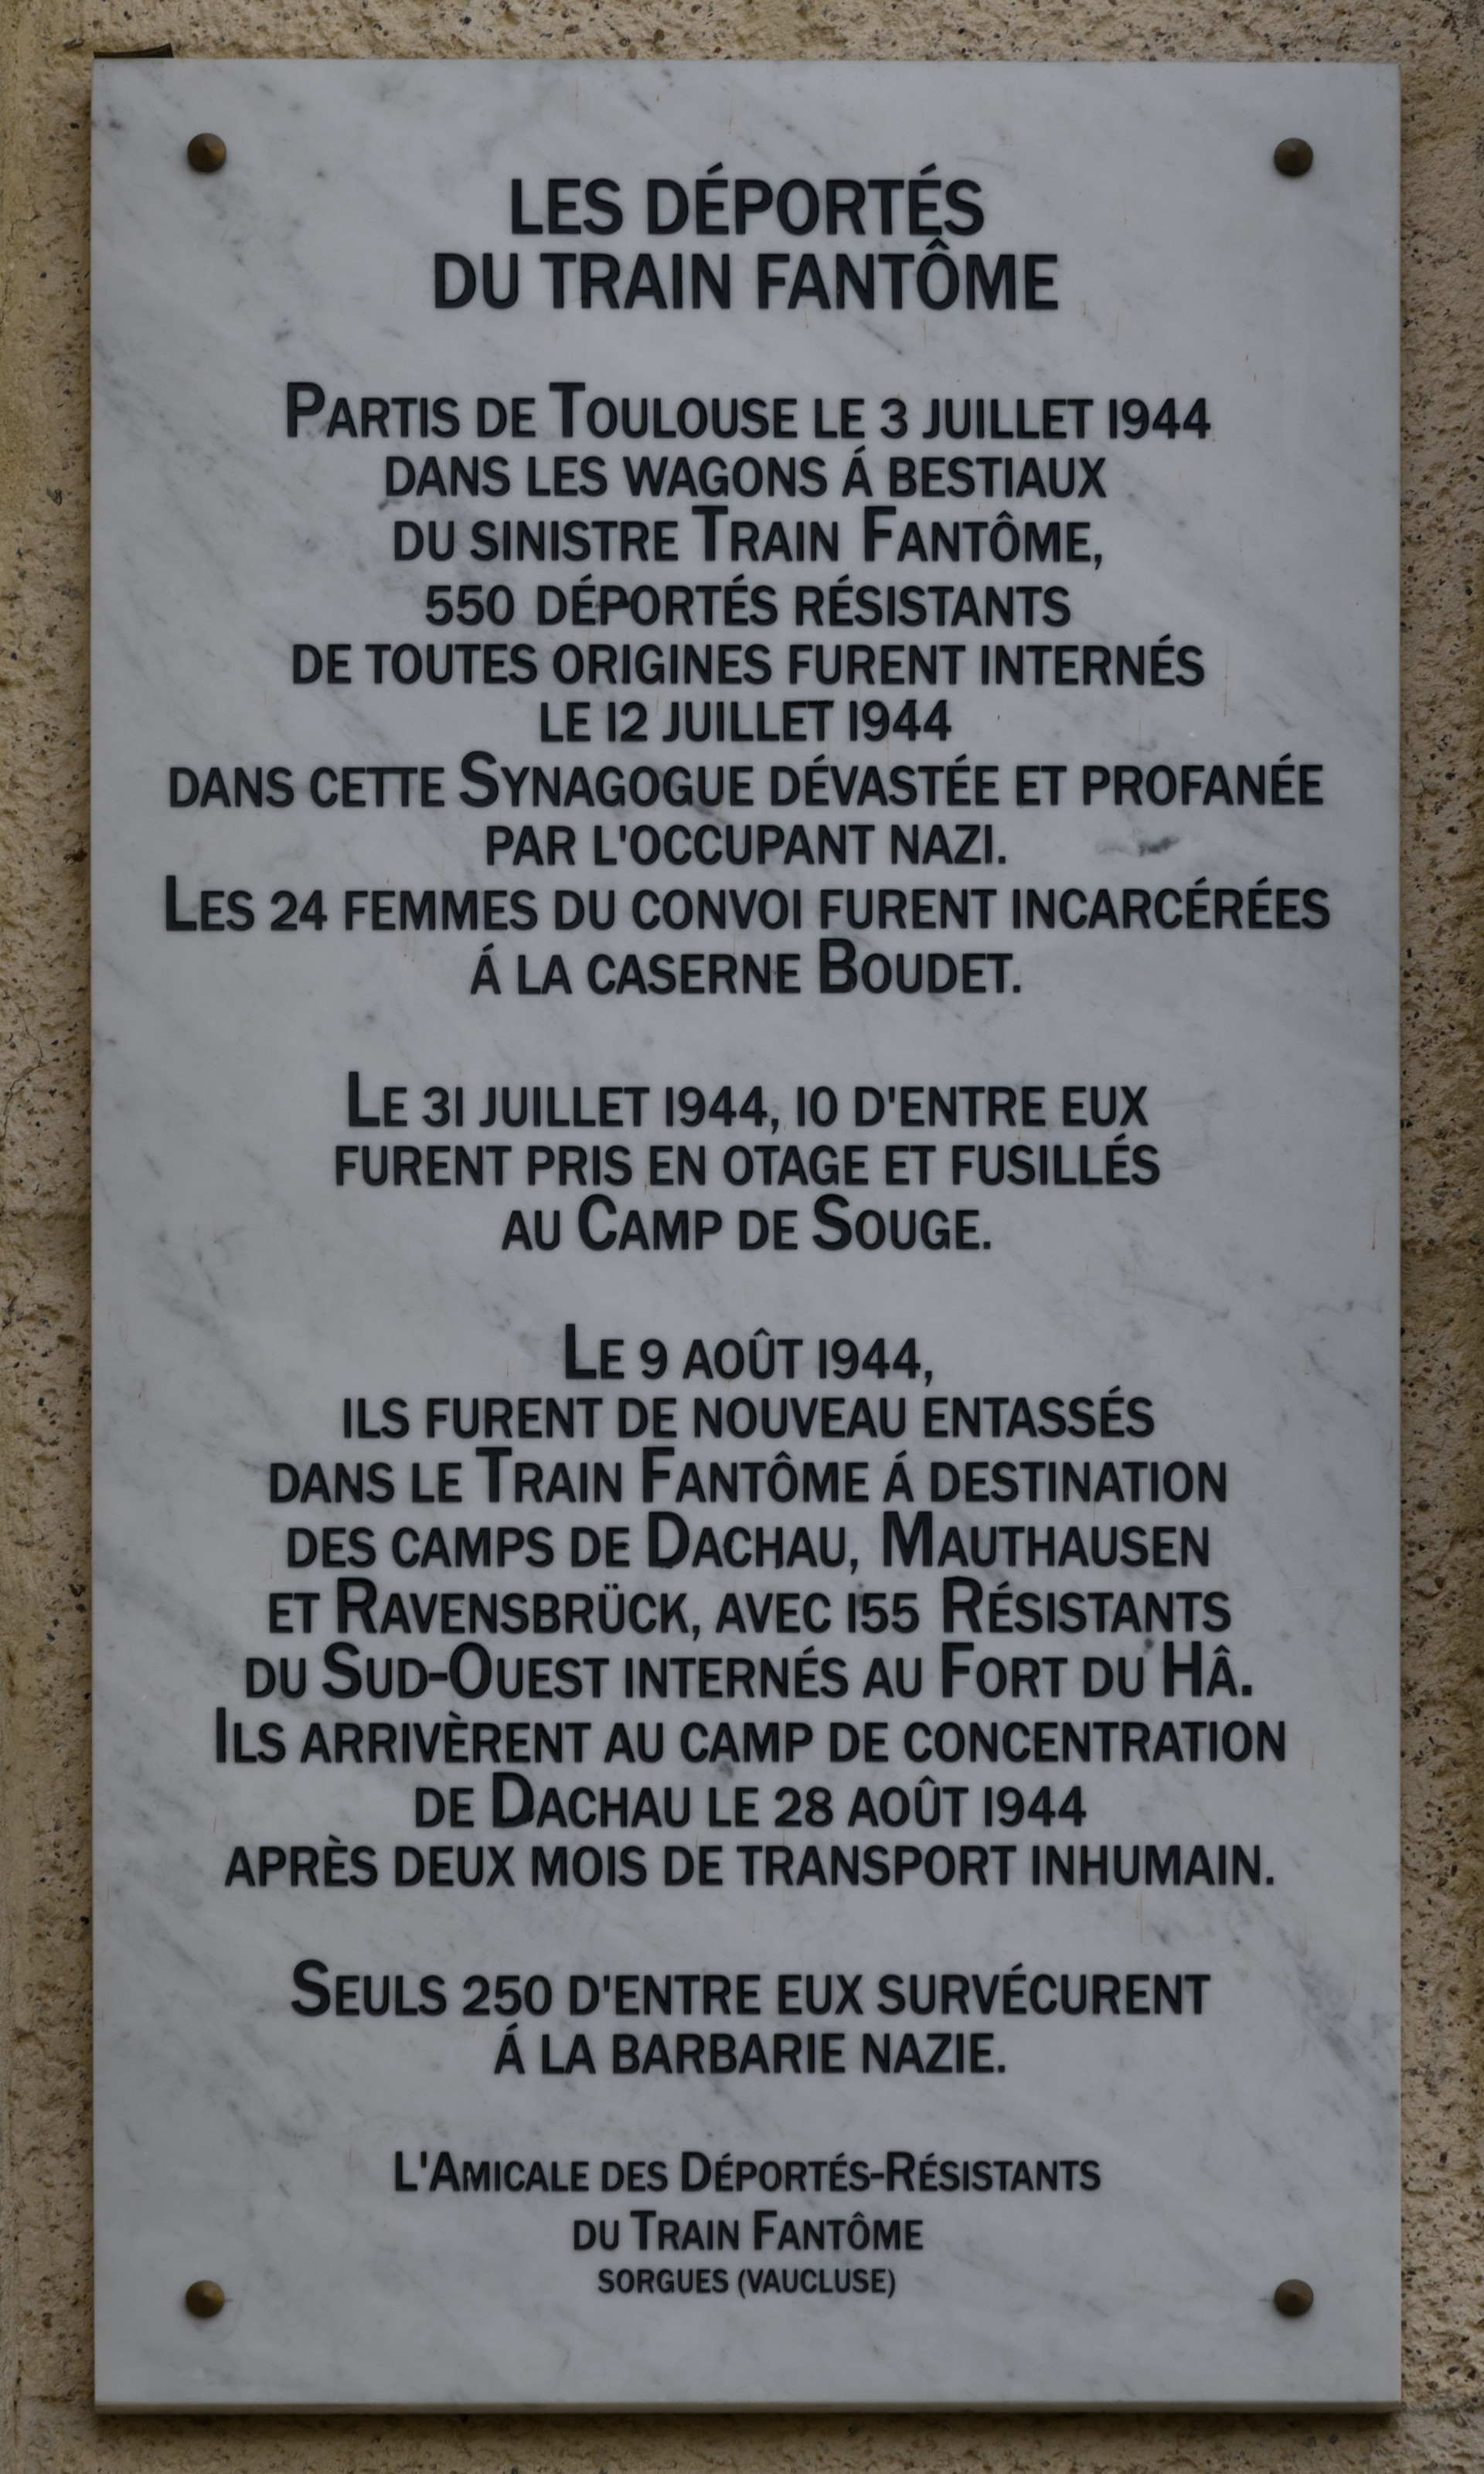 LES DÉPORTÉS
DU TRAIN FANTÔME
PARTIS DE TOULOUSE LE 3 JUILLET 1944
DANS LES WAGONS Á BESTIAUX
DU SINISTRE TRAIN FANTÔME,
550 DÉPORTÉS RÉSISTANTS
DE TOUTES ORIGINES FURENT INTERNÉS
LE 12 JUILLET 1944
DANS CETTE SYNAGOGUE DÉVASTÉE ET PROFANÉE
PAR L'OCCUPANT NAZI.
LES 24 FEMMES DU CONVOI FURENT INCARCÉRÉES
Á LA CASERNE BOUDET.
LE 31 JUILLET 1944, 10 D'ENTRE EUX
FURENT PRIS EN OTAGE ET FUSILLÉS
AU CAMP DE SOUGE.
LE 9 AOÛT 1944,
ILS FURENT DE NOUVEAU ENTASSÉS
DANS LE TRAIN FANTÔME Á DESTINATION
DES CAMPS DE DACHAU, MAUTHAUSEN
ET RAVENSBRÜCK, AVEC 155 RÉSISTANTS
DU SUD-OUEST INTERNÉS AU FORT DU HÂ.
ILS ARRIVÈRENT AU CAMP DE CONCENTRATION
DE DACHAU LE 28 AOÛT 1944
APRÈS DEUX MOIS DE TRANSPORT INHUMAIN.
SEULS 250 D'ENTRE EUX SURVÉCURENT
Á LA BARBARIE NAZIE.
L'AMICALE DES DÉPORTÉS-RÉSISTANTS
DU TRAIN FANTÔME
SORGUES (VAUCLUSE)